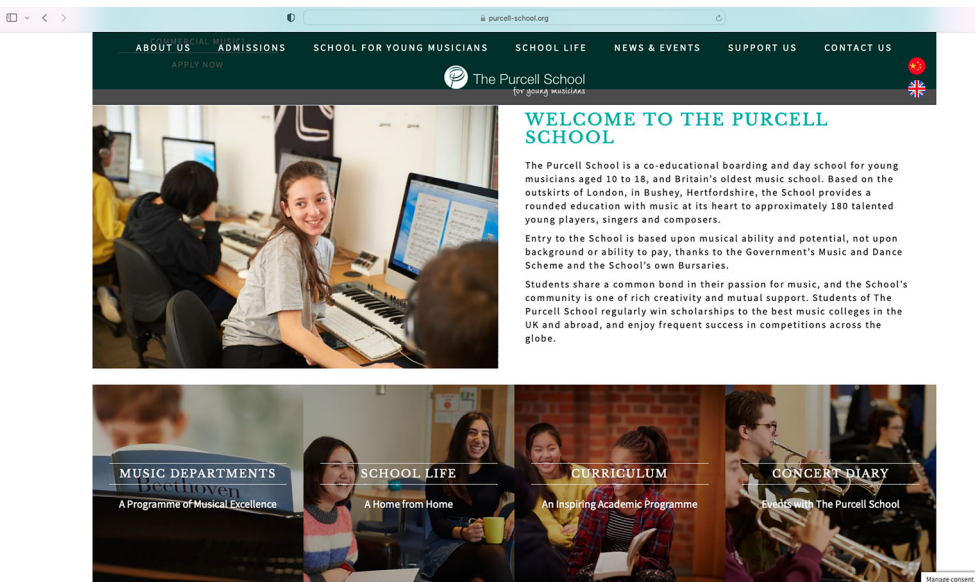 purcell-school.org
COMMERCIAL MUSIC!
ABOUT US ADMISSIONS SCHOOL FOR YOUNG MUSICIANS SCHOOL LIFE NEWS & EVENTS SUPPORT US CONTACT US
APPLY NOW
The Purcell School
for young musicians
WELCOME TO THE PURCELL
SCHOOL
The Purcell School is a co-educational boarding and day school for young
musicians aged 10 to 18, and Britain's oldest music school. Based on the
outskirts of London, in Bushey, Hertfordshire, the School provides a
rounded education with music at its heart to approximately 180 talented
young players, singers and composers.
Entry to the School is based upon musical ability and potential, not upon
background or ability to pay, thanks to the Government's Music and Dance
Scheme and the School's own Bursaries.
Students share a common bond in their passion for music, and the School's
community is one of rich creativity and mutual support. Students of The
Purcell School regularly win scholarships to the best music colleges in the
UK and abroad, and enjoy frequent success in competitions across the
globe.
MUSIC DEPARTMENTS
Beethoven
A Programme of Musical Excellence
SCHOOL LIFE
A Home from Home
CURRICULUM
An Inspiring Academic Programme
CONCERT DIARY
Events with The Purcell School
Manage consent